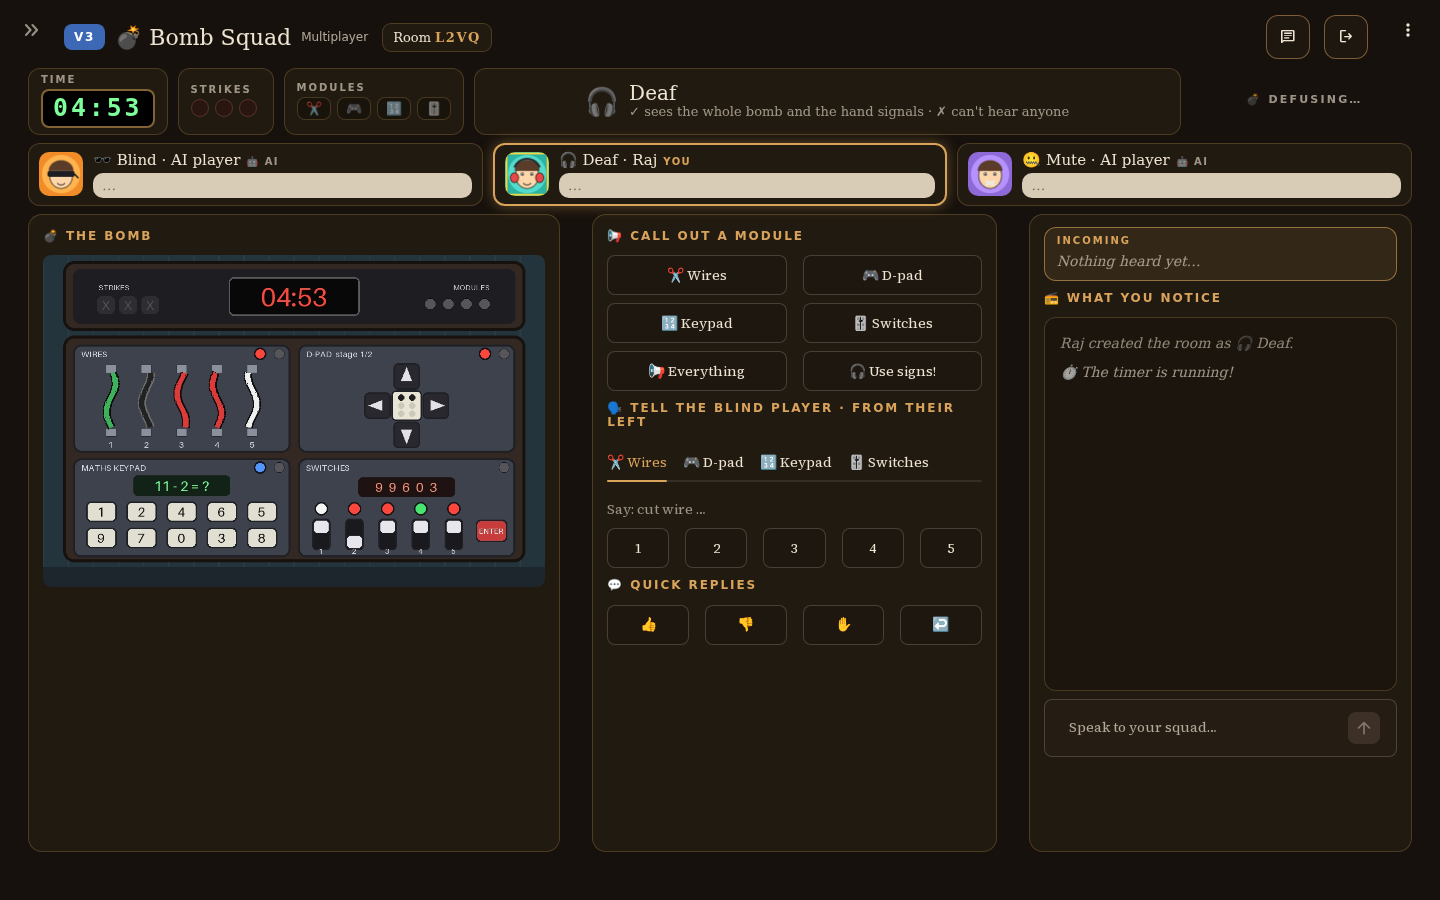 V3 Bomb Squad Multiplayer Room L2VQ
TIME
04:53
STRIKES
MODULES
Deaf
✓ sees the whole bomb and the hand signals · ✗ can't hear anyone
DEFUSING…
Blind · AI player AI
...
Deaf · Raj YOU
...
Mute · AI player AI
...
THE BOMB
STRIKES
X X X
04:53
MODULES
WIRES
1 2 3 4 5
D-PAD stage 1/2
MATHS KEYPAD
11 - 2 = ?
1 2 4 6 5
9 7 0 3 8
SWITCHES
9 9 6 0 3
ENTER
1 2 3 4 5
CALL OUT A MODULE
Wires
D-pad
Keypad
Switches
Everything
Use signs!
TELL THE BLIND PLAYER · FROM THEIR
LEFT
Wires D-pad Keypad Switches
Say: cut wire ...
1 2 3 4 5
QUICK REPLIES
INCOMING
Nothing heard yet...
WHAT YOU NOTICE
Raj created the room as 🎧 Deaf.
The timer is running!
Speak to your squad...